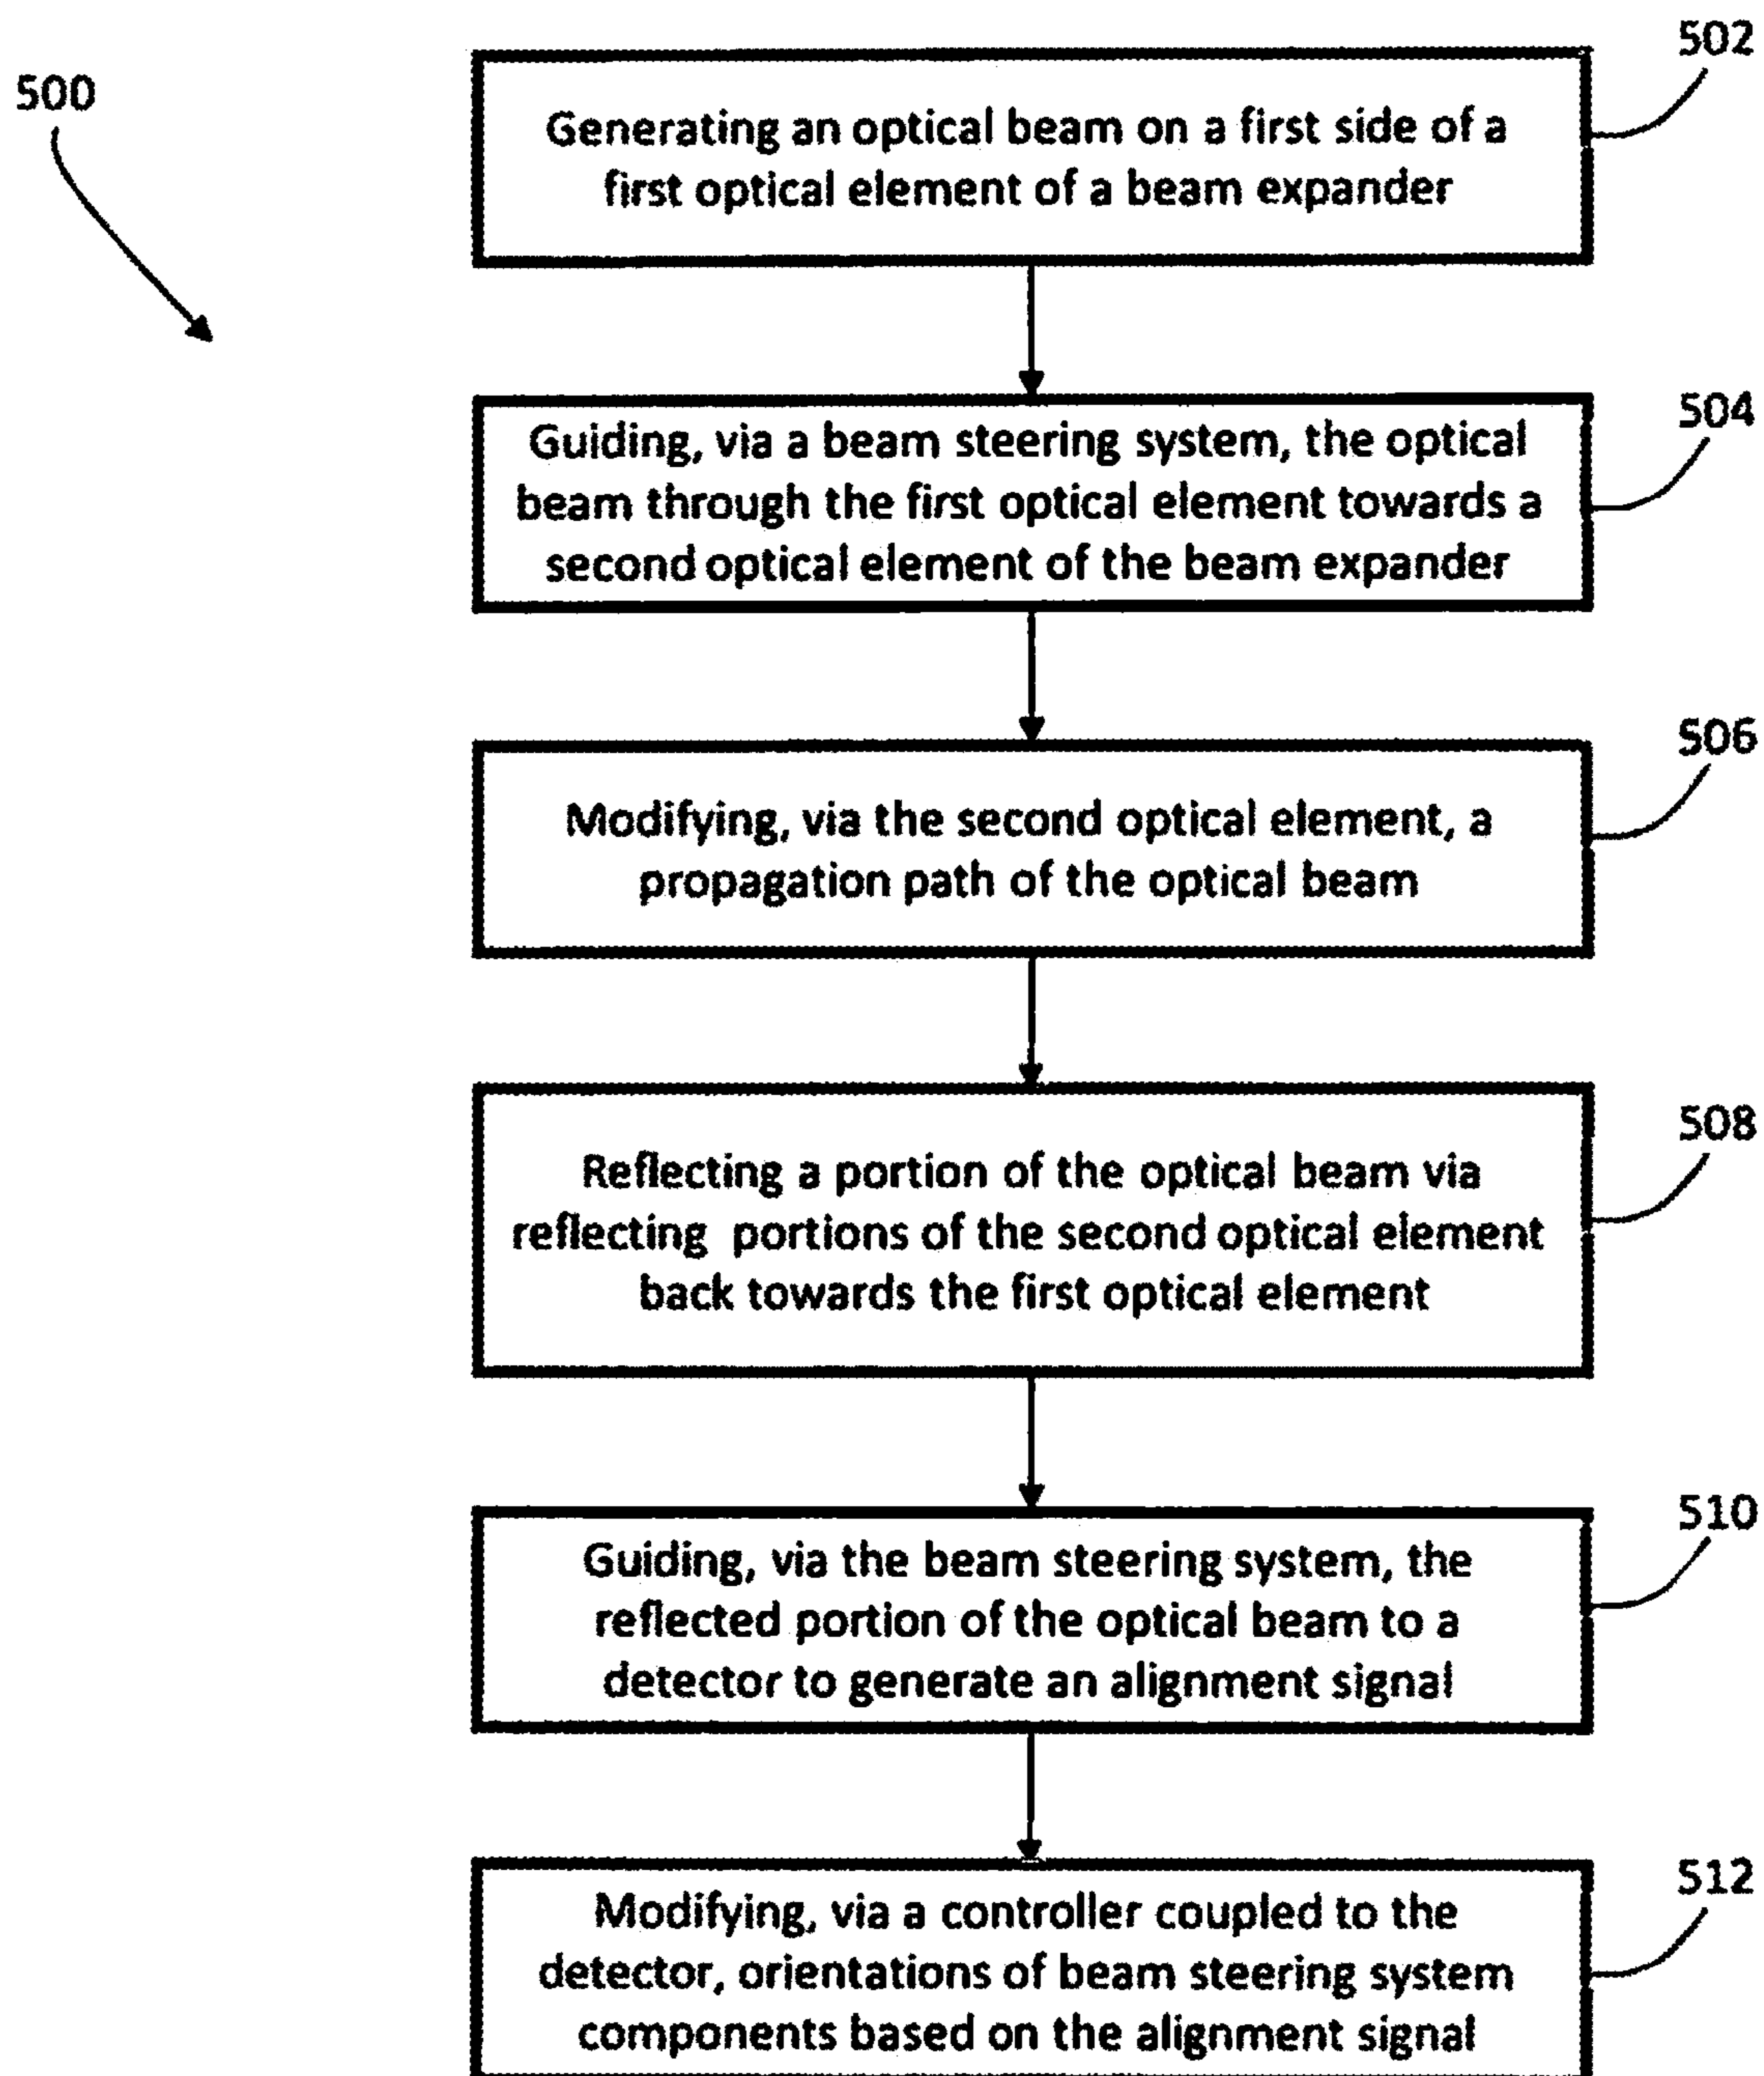 502
500
Generating an optical beam on a first side of a
first optical element of a beam expander
504
Guiding, via a beam steering system, the optical
beam through the first optical element towards a
second optical element of the beam expander
506
Modifying, via the second optical element, a
propagation path of the optical beam
508
Reflecting a portion of the optical beam via
reflecting portions of the second optical element
back towards the first optical element
510
Guiding, via the beam steering system, the
reflected portion of the optical beam to a
detector to generate an alignment signal
512
Modifying, via a controller coupled to the
detector, orientations of beam steering system
components based on the alignment signal